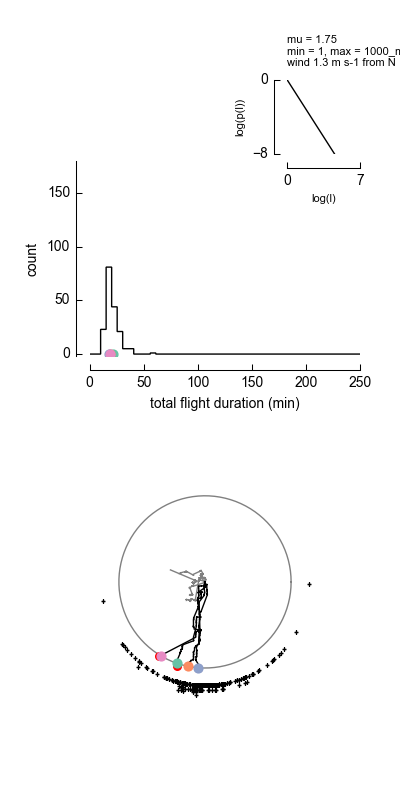 mu = 1.75
min = 1, max = 1000_m
wind 1.3 m s-1 from N
0
−8
log(p(l))
0 7
log(l)
150
100
50
0
count
0 50 100 150 200 250
total flight duration (min)